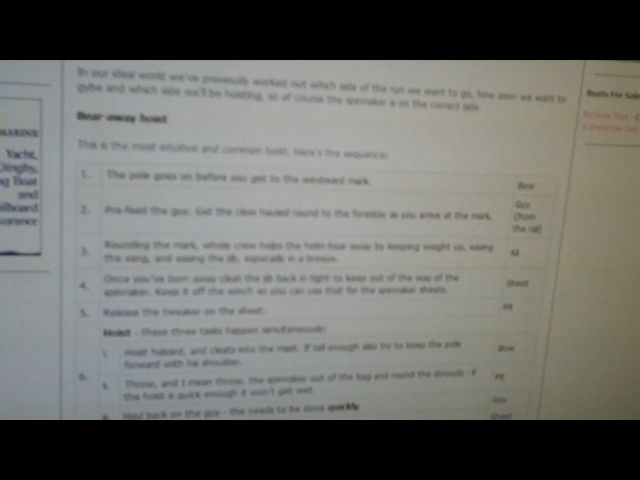 In our ideal world we've previously worked out which side of the run we want to go, how soon we want to
gybe and which side we'll be hoisting, so of course the spinnaker is on the correct side.
Boats For Sale
Bear-away hoist
This is the most intuitive and common hoist. Here's the sequence:
1. The pole goes on before you get to the windward mark. Bow
2. Pre-feed the guy. Get the clew hauled round to the forestay as you arrive at the mark. Guy
(from
the rail)
3. Rounding the mark, whole crew helps the helm bear away by keeping weight up, easing
the vang, and easing the jib, especially in a breeze. All
4. Once you've born away cleat the jib back in tight to keep out of the way of the
spinnaker. Keep it off the winch so you can use that for the spinnaker sheets. Sheet
5. Release the tweaker on the sheet. Pit
Hoist - these three tasks happen simultaneously:
6.
i. Hoist halyard, and cleats into the mast. If tall enough also try to keep the pole
forward with his shoulder. Bow
Throw, and I mean throw, the spinnaker out of the bag and round the shrouds - if
the hoist is quick enough it won't get wet. Pit
Haul back on the guy - this needs to be done quickly. Guy
Sheet
Yacht,
Dinghy,
Boat
and